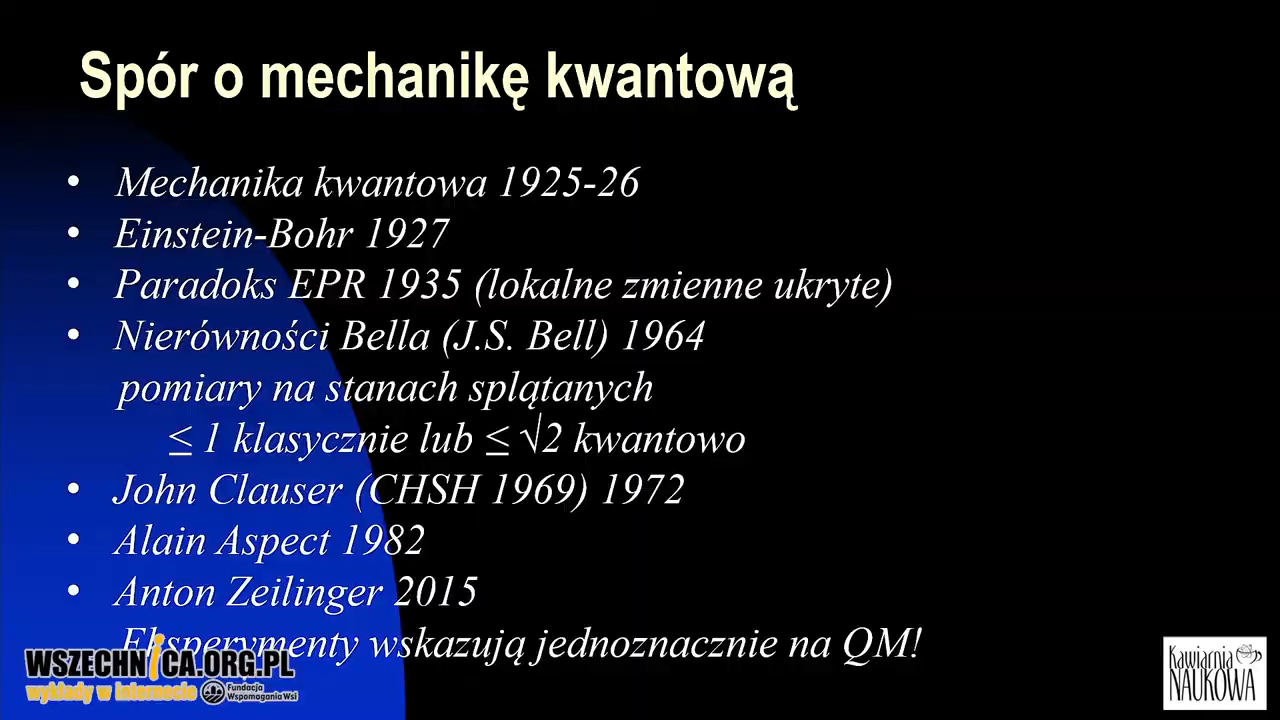 Spór o mechanikę kwantową
• Mechanika kwantowa 1925-26
• Einstein-Bohr 1927
• Paradoks EPR 1935 (lokalne zmienne ukryte)
• Nierówności Bella (J.S. Bell) 1964
pomiary na stanach splątanych
≤ 1 klasycznie lub ≤ √2 kwantowo
• John Clauser (CHSH 1969) 1972
• Alain Aspect 1982
• Anton Zeilinger 2015
Eksperymenty wskazują jednoznacznie na QM!
WSZECHNICA.ORG.PL
wykłady w internecie
Fundacja
Wspomagania Wsi
Kawiarnia
NAUKOWA